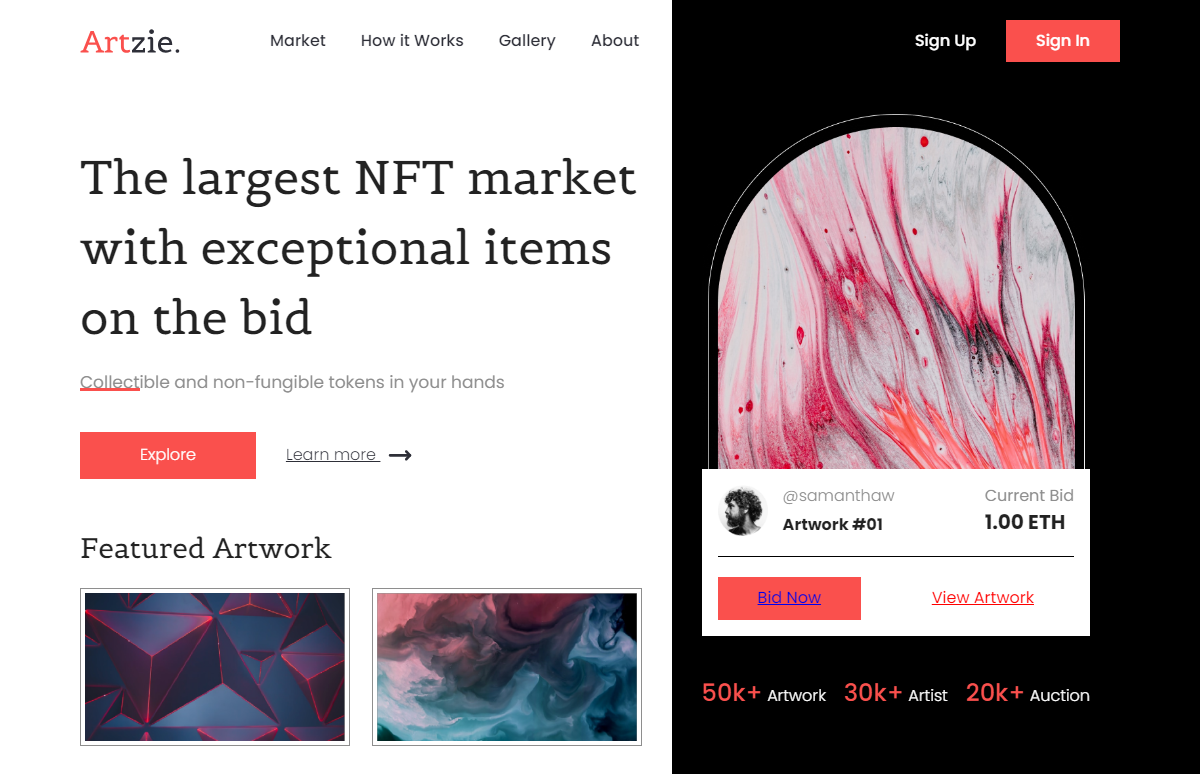 Artzie.
Market
How it Works
Gallery
About
Sign Up
Sign In
The largest NFT market
with exceptional items
on the bid
Collectible and non-fungible tokens in your hands
Explore
Learn more
Featured Artwork
@samanthaw
Artwork #01
Current Bid
1.00 ETH
Bid Now
View Artwork
50k+ Artwork
30k+ Artist
20k+ Auction